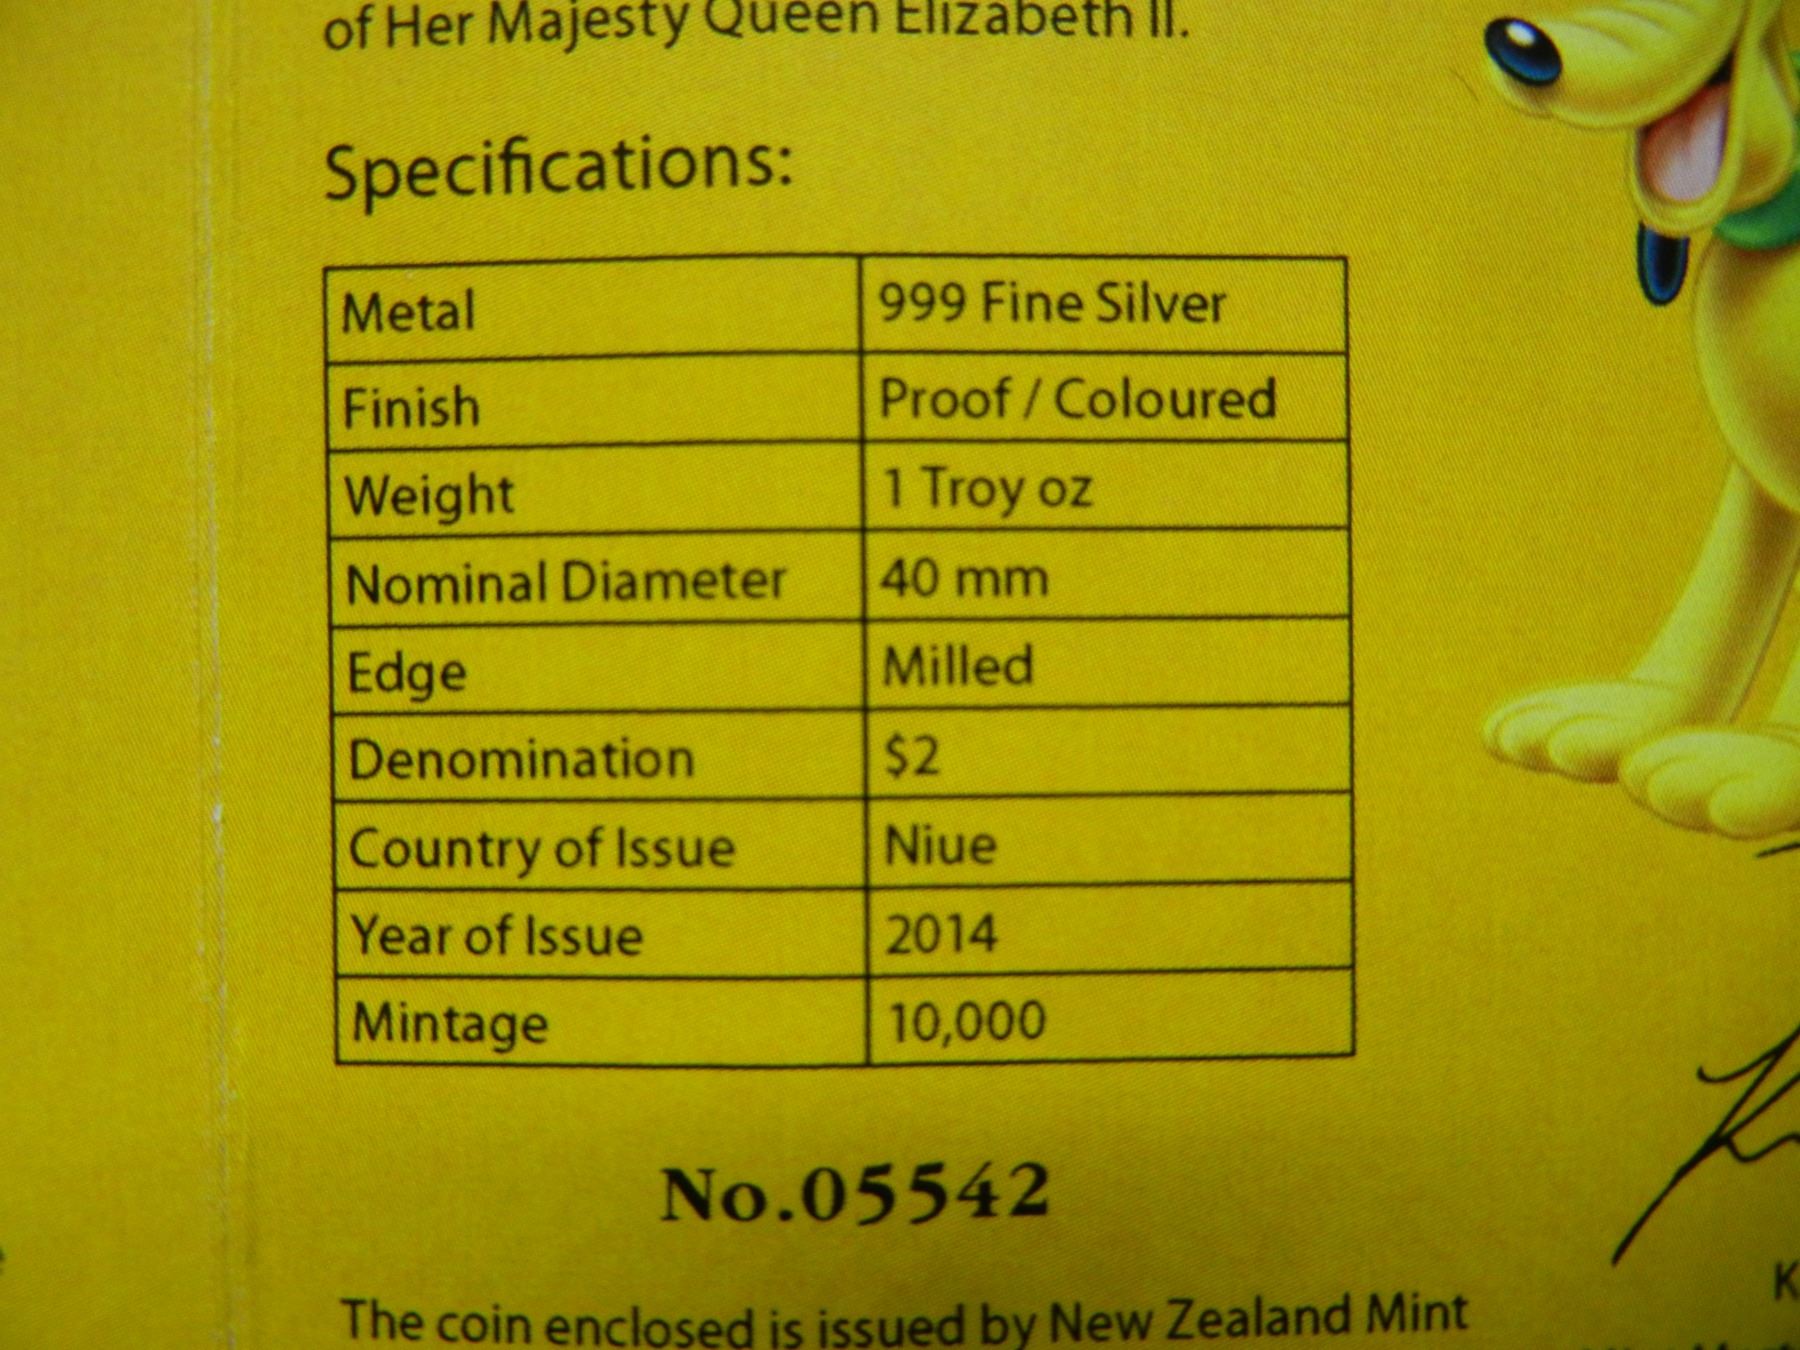 of Her Majesty Queen Elizabeth II.
Specifications:
Metal 999 Fine Silver
Finish Proof / Coloured
Weight 1 Troy oz
Nominal Diameter 40 mm
Edge Milled
Denomination $2
Country of Issue Niue
Year of Issue 2014
Mintage 10,000
No.05542
K
The coin enclosed is issued by New Zealand Mint